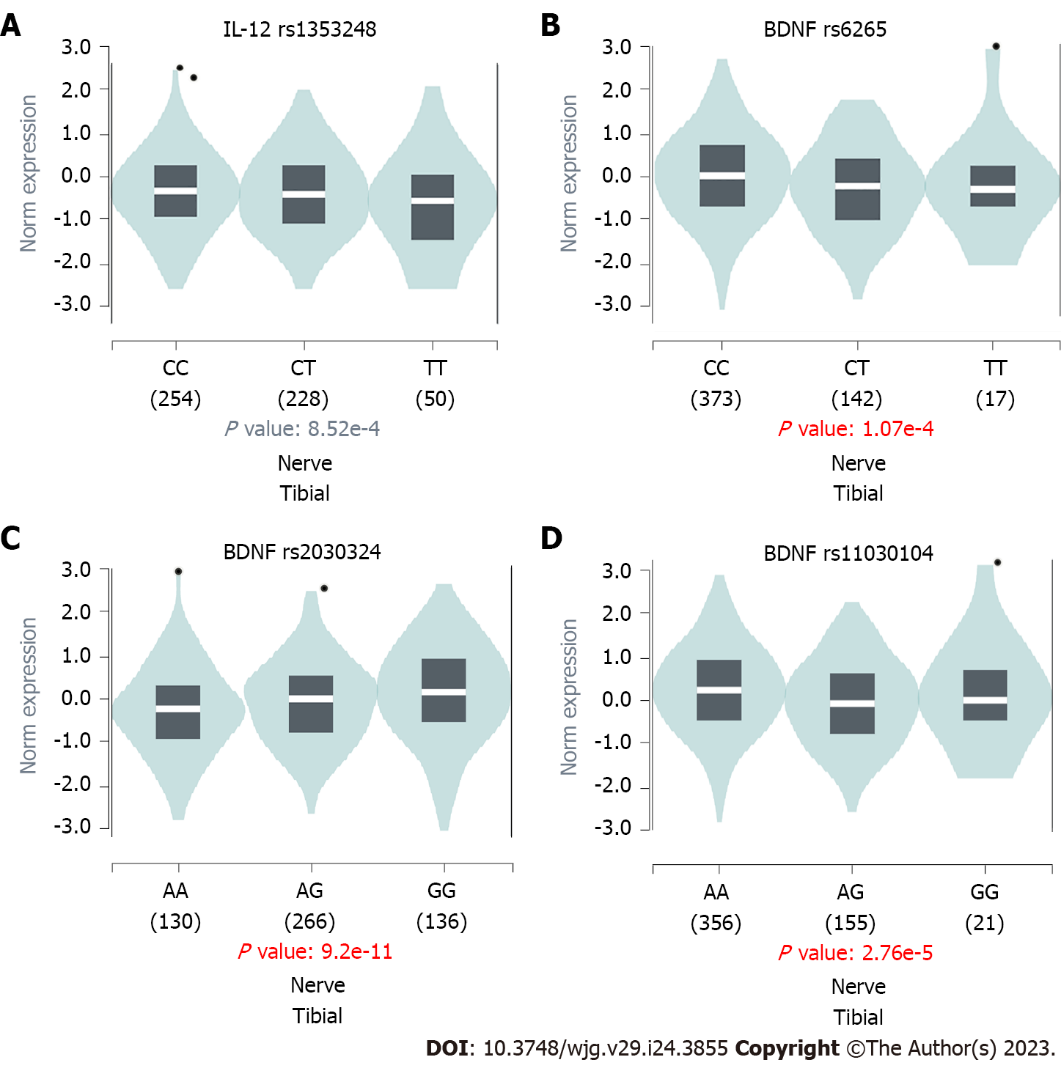 A
IL-12 rs1353248
Norm expression
3.0
2.0
1.0
0.0
-1.0
-2.0
-3.0
CC CT TT
(254) (228) (50)
P value: 8.52e-4
Nerve
Tibial
B
BDNF rs6265
Norm expression
3.0
2.0
1.0
0.0
-1.0
-2.0
-3.0
CC CT TT
(373) (142) (17)
P value: 1.07e-4
Nerve
Tibial
C
BDNF rs2030324
Norm expression
3.0
2.0
1.0
0.0
-1.0
-2.0
-3.0
AA AG GG
(130) (266) (136)
P value: 9.2e-11
Nerve
Tibial
D
BDNF rs11030104
Norm expression
3.0
2.0
1.0
0.0
-1.0
-2.0
-3.0
AA AG GG
(356) (155) (21)
P value: 2.76e-5
Nerve
Tibial
DOI: 10.3748/wjg.v29.i24.3855 Copyright ©The Author(s) 2023.